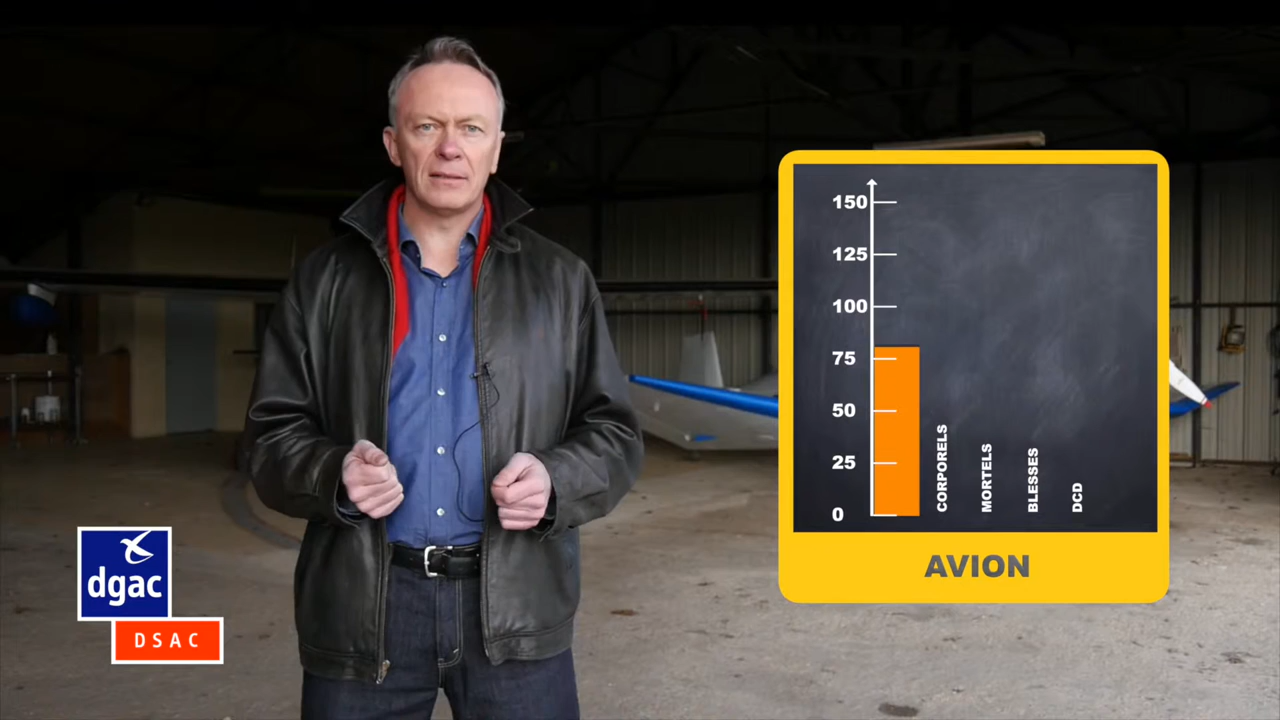 150
125
100
75
50
25
0
CORPORELS
MORTELS
BLESSES
DCD
AVION
dgac
DSAC